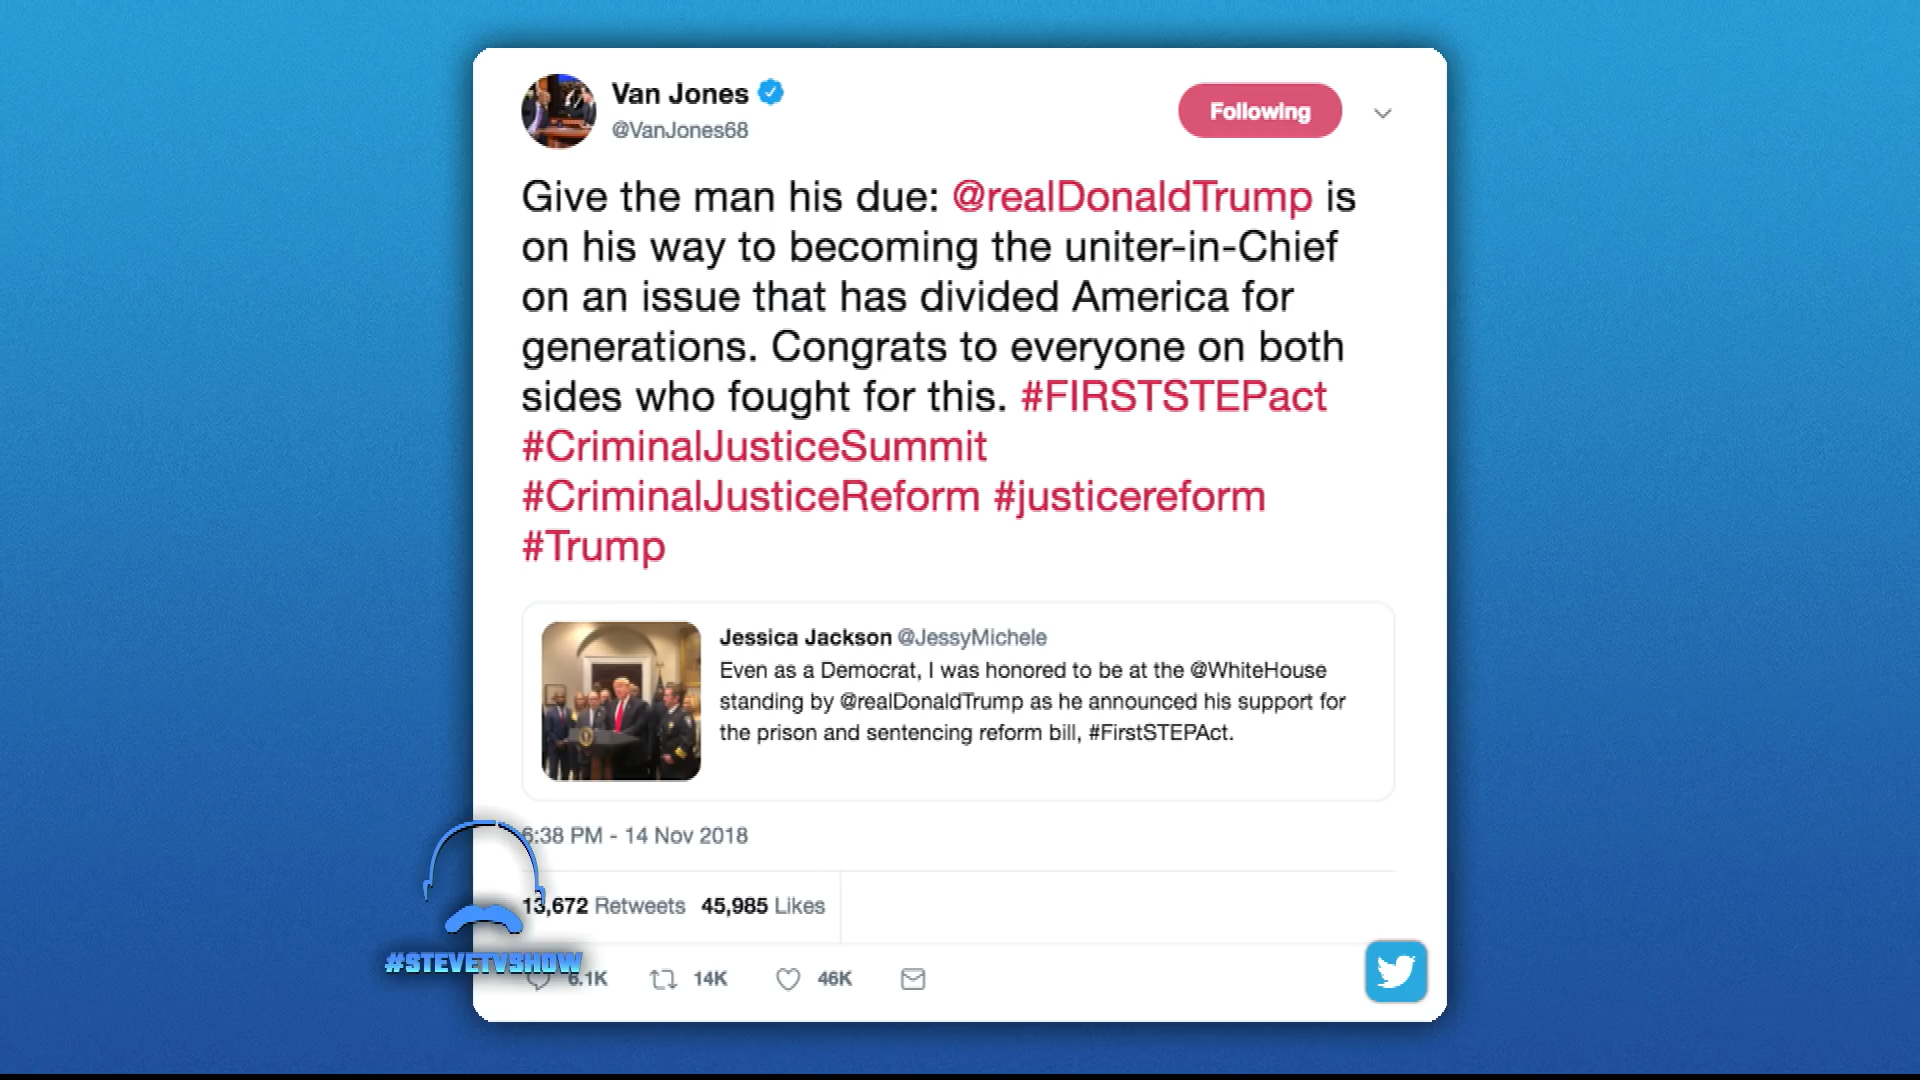 Van Jones
@VanJones68
Following
Give the man his due: @realDonaldTrump is
on his way to becoming the uniter-in-Chief
on an issue that has divided America for
generations. Congrats to everyone on both
sides who fought for this. #FIRSTSTEPact
#CriminalJusticeSummit
#CriminalJusticeReform #justicereform
#Trump
Jessica Jackson @JessyMichele
Even as a Democrat, I was honored to be at the @WhiteHouse
standing by @realDonaldTrump as he announced his support for
the prison and sentencing reform bill, #FirstSTEPAct.
6:38 PM - 14 Nov 2018
13,672 Retweets 45,985 Likes
#STEVETVSHOW
6.1K 14K 46K